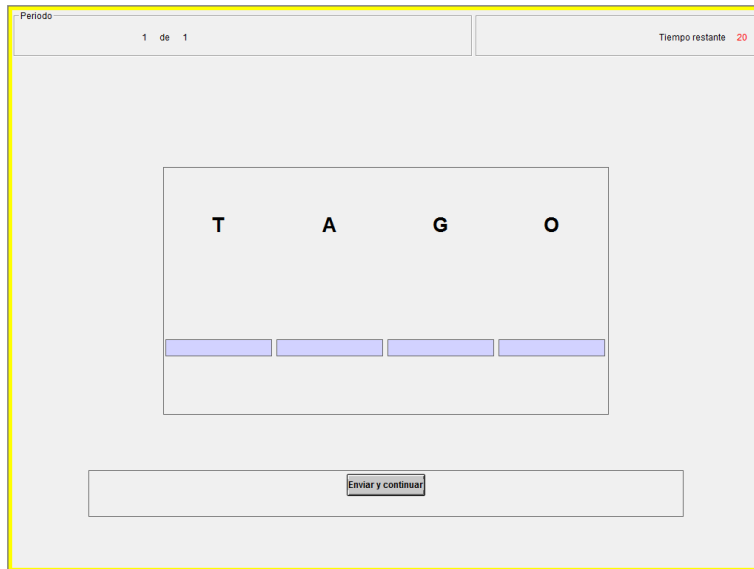 Periodo
1 de 1
Tiempo restante 20
T A G O
Enviar y continuar